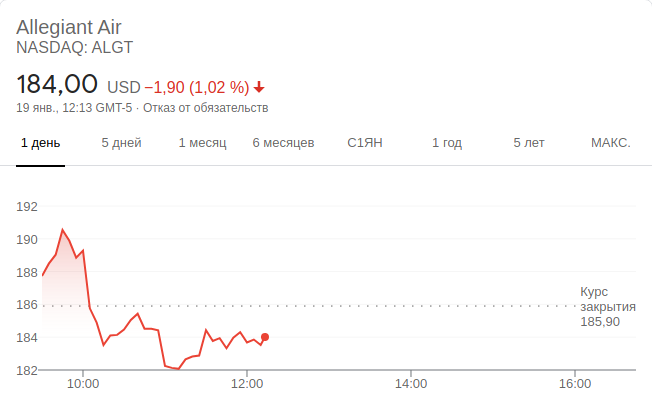 Allegiant Air
NASDAQ: ALGT
184,00 USD −1,90 (1,02 %)
19 янв., 12:13 GMT-5 · Отказ от обязательств
1 день 5 дней 1 месяц 6 месяцев С1ЯН 1 год 5 лет МАКС.
192
190
188
186
184
182
Курс
закрытия
185,90
10:00 12:00 14:00 16:00